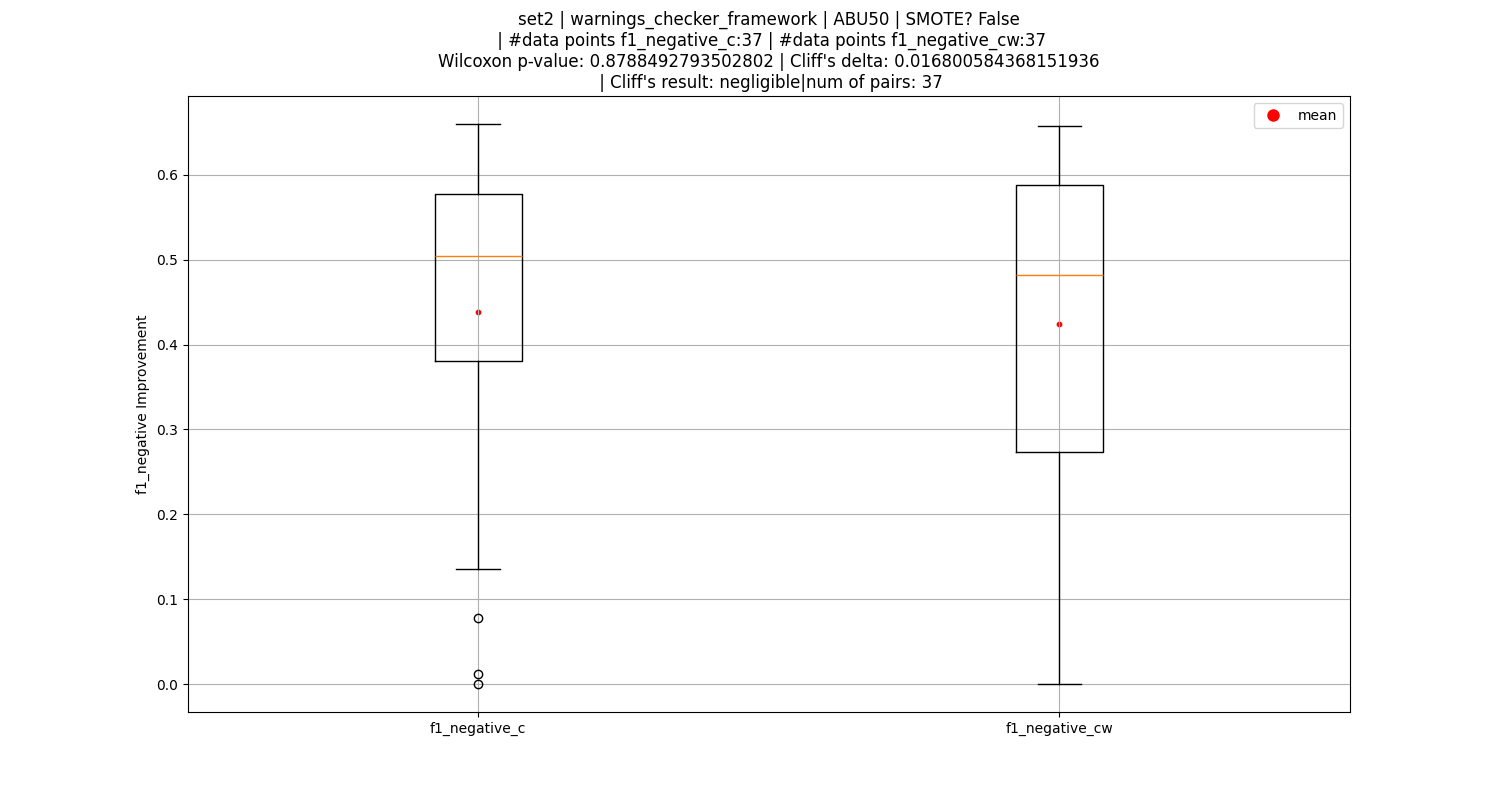 set2 | warnings_checker_framework | ABU50 | SMOTE? False
| #data points f1_negative_c:37 | #data points f1_negative_cw:37
Wilcoxon p-value: 0.8788492793502802 | Cliff's delta: 0.016800584368151936
| Cliff's result: negligible|num of pairs: 37
mean
0.6
0.5
0.4
0.3
0.2
0.1
0.0
f1_negative Improvement
f1_negative_c
f1_negative_cw